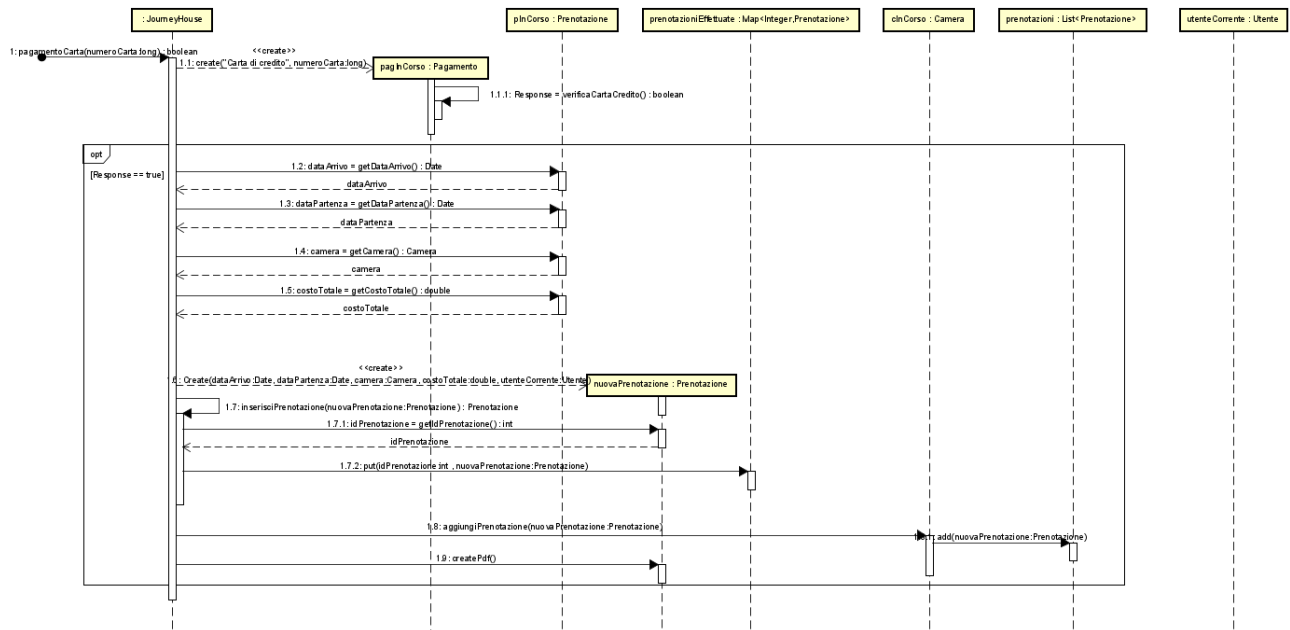 : JourneyHouse
pInCorso : Prenotazione
prenotazioniEffettuate : Map<Integer,Prenotazione>
cInCorso : Camera
prenotazioni : List<Prenotazione>
utenteCorrente : Utente
1: pagamentoCarta(numeroCarta:long) : boolean
<<create>>
1.1: create("Carta di credito", numeroCarta:long)
pagInCorso : Pagamento
1.1.1: Response = verificaCartaCredito() : boolean
opt
[Response == true]
1.2: dataArrivo = getDataArrivo() : Date
dataArrivo
1.3: dataPartenza = getDataPartenza() : Date
dataPartenza
1.4: camera = getCamera() : Camera
camera
1.5: costoTotale = getCostoTotale() : double
costoTotale
<<create>>
1.6: Create(dataArrivo:Date, dataPartenza:Date, camera:Camera, costoTotale:double, utenteCorrente:Utente)
nuovaPrenotazione : Prenotazione
1.7: inserisciPrenotazione(nuovaPrenotazione:Prenotazione) : Prenotazione
1.7.1: idPrenotazione = getIdPrenotazione() : int
idPrenotazione
1.7.2: put(idPrenotazione:int , nuovaPrenotazione:Prenotazione)
1.8: aggiungiPrenotazione(nuovaPrenotazione:Prenotazione)
1.8.1: add(nuovaPrenotazione:Prenotazione)
1.9: createPdf()